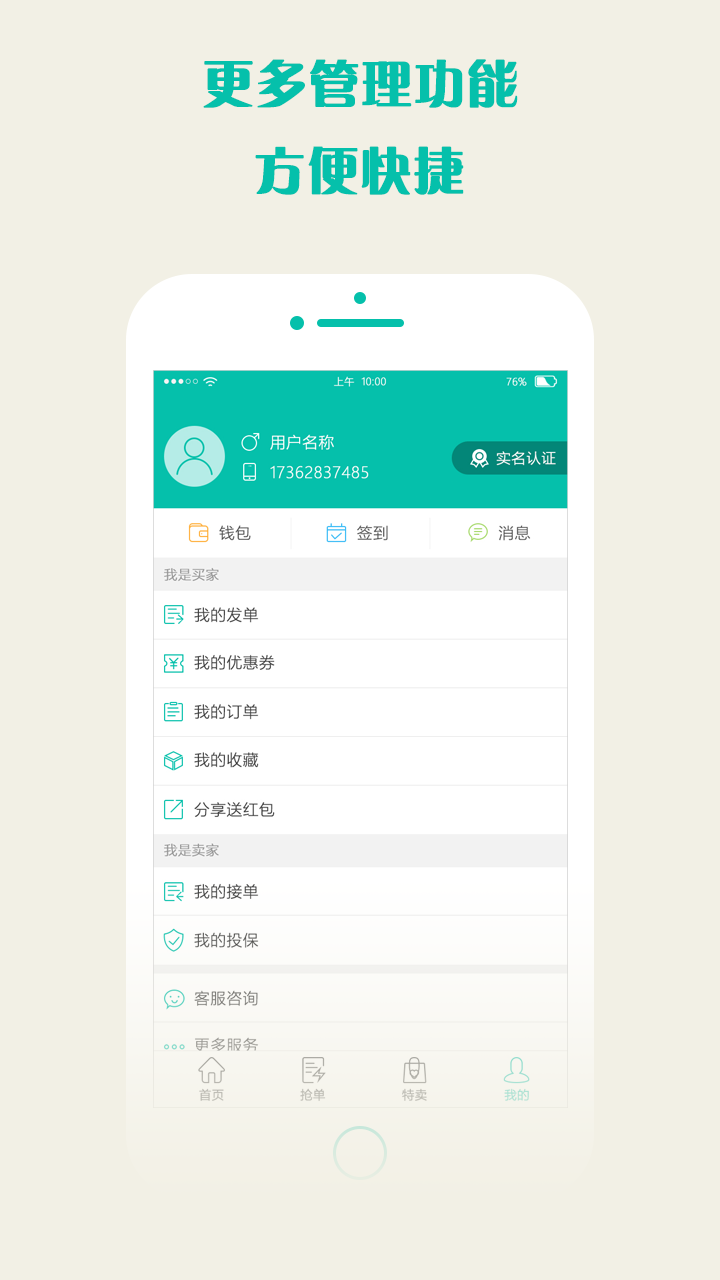 更多管理功能
方便快捷
上午 10:00 76%
用户名称
17362837485
实名认证
钱包 签到 消息
我是买家
我的发单
我的优惠券
我的订单
我的收藏
分享送红包
我是卖家
我的接单
我的投保
客服咨询
更多服务
首页 抢单 特卖 我的